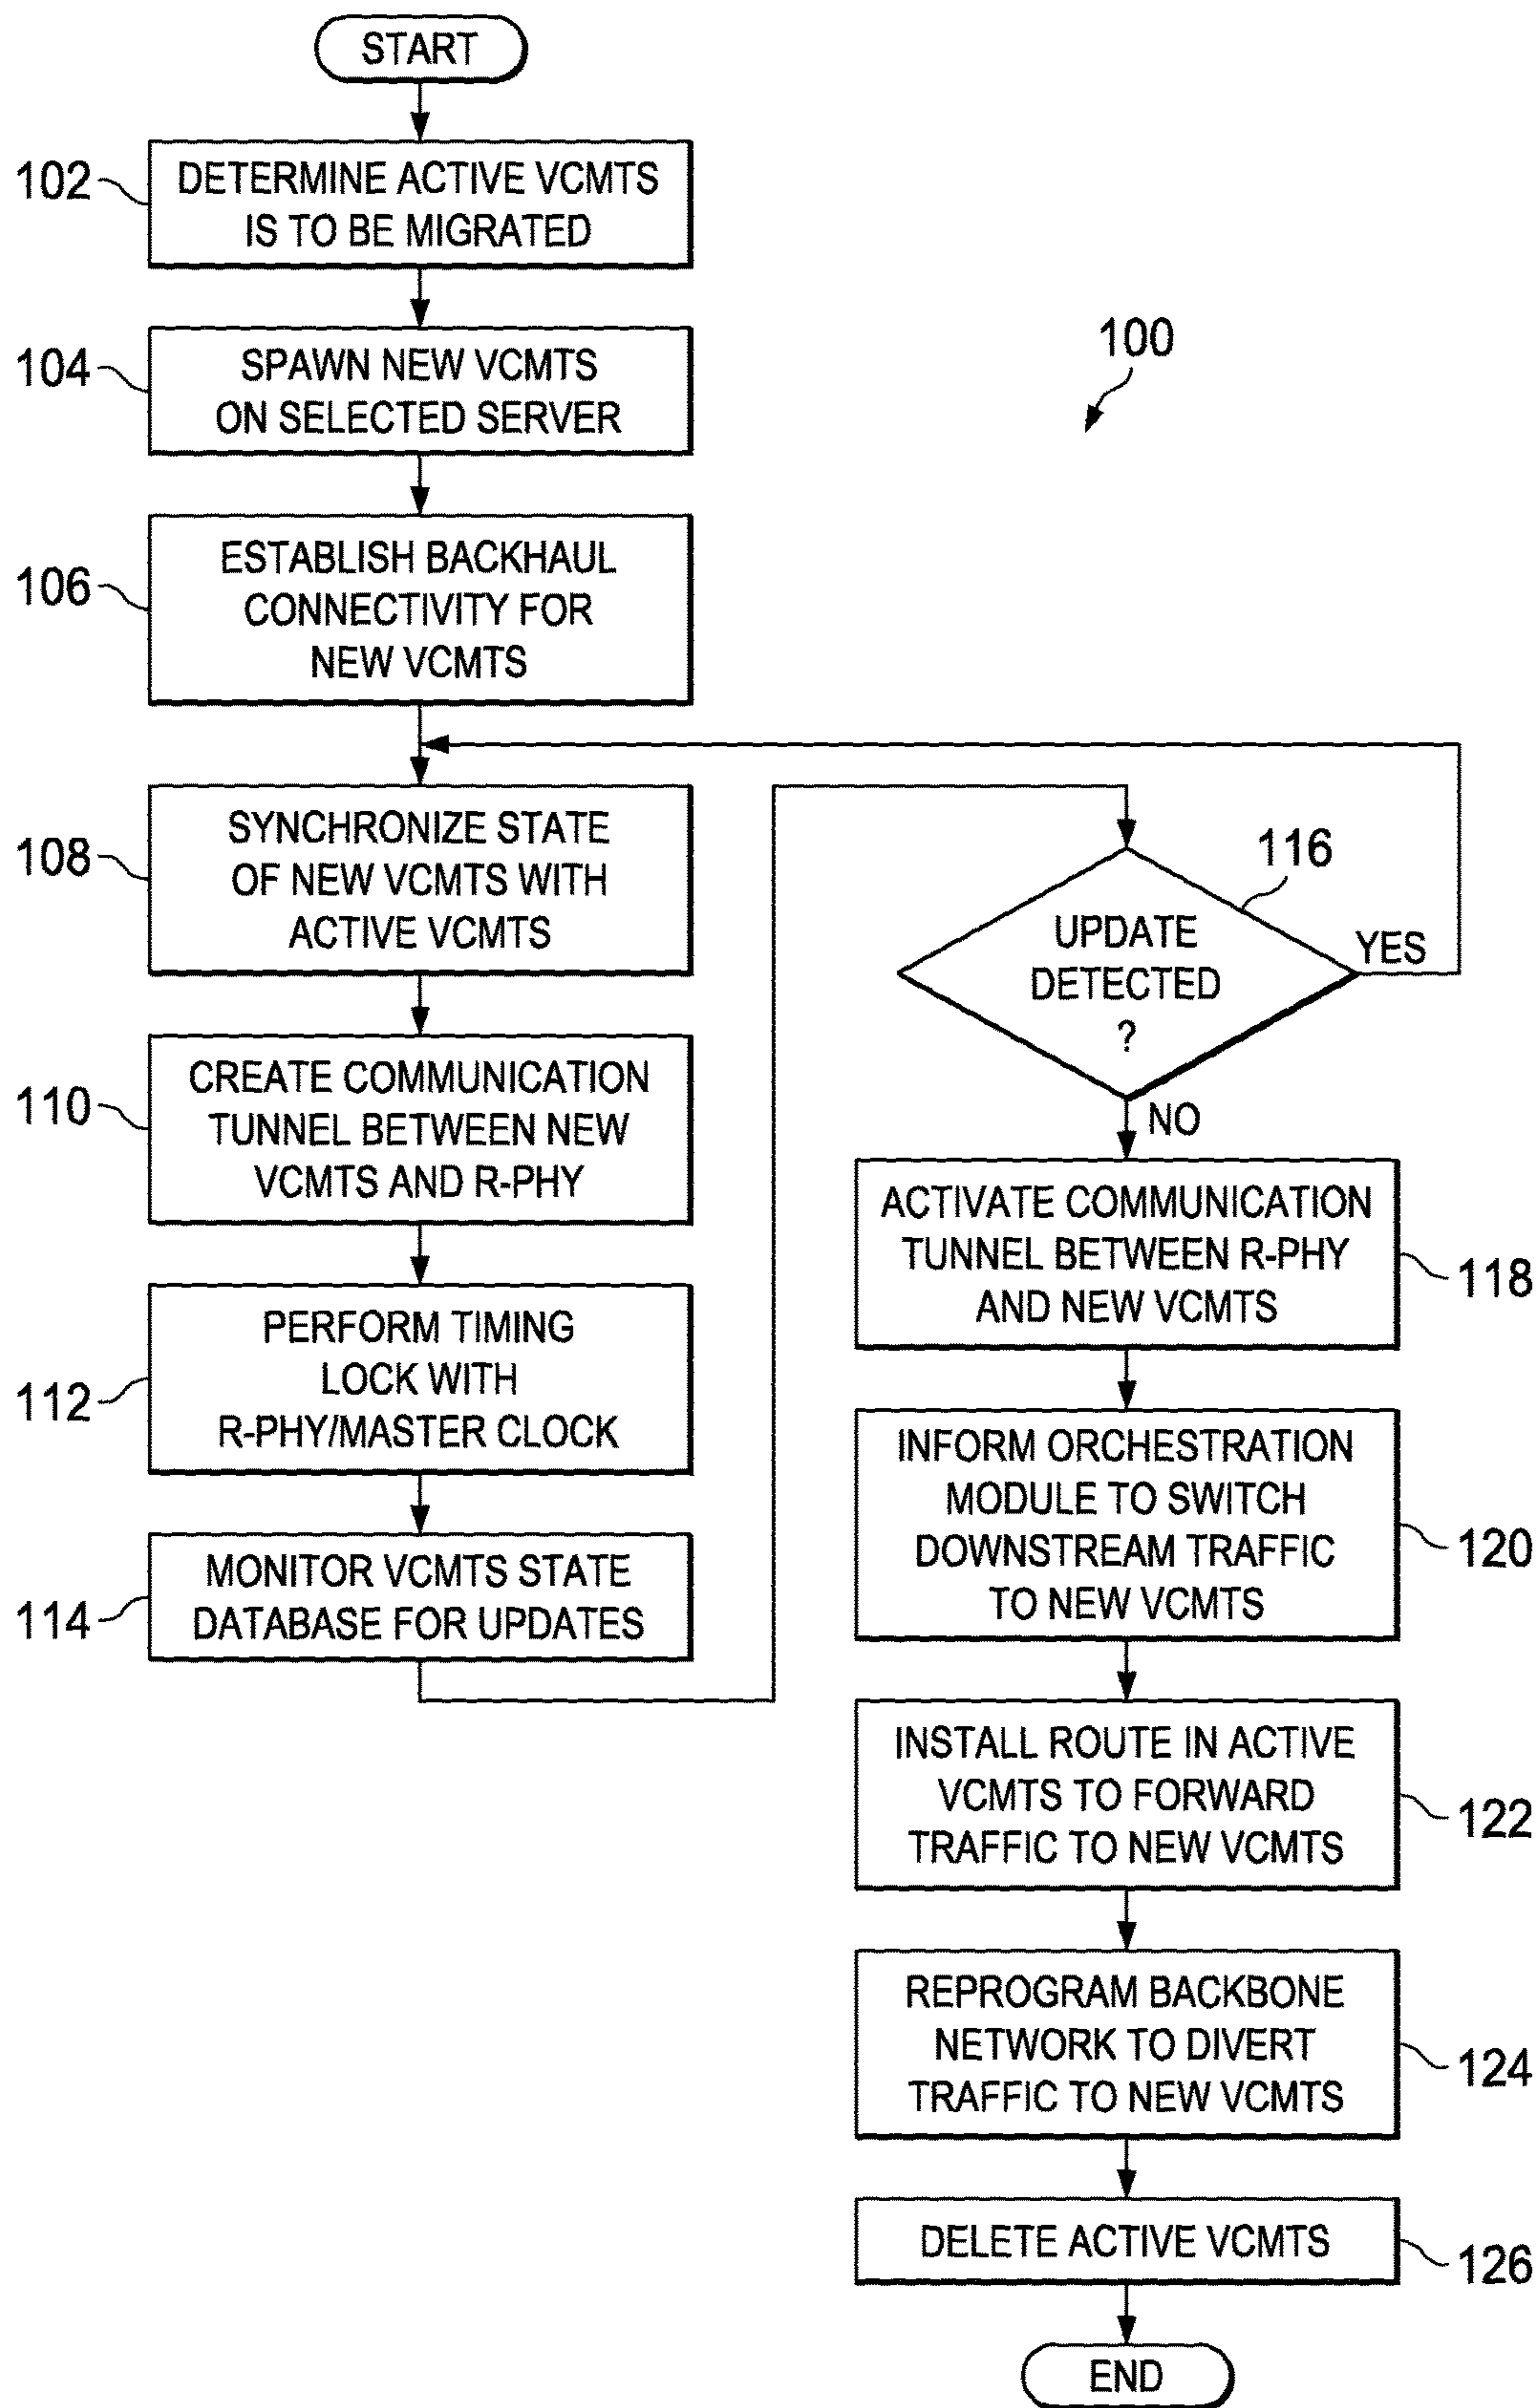 START
102
DETERMINE ACTIVE VCMTS
IS TO BE MIGRATED
104
SPAWN NEW VCMTS
ON SELECTED SERVER
100
106
ESTABLISH BACKHAUL
CONNECTIVITY FOR
NEW VCMTS
108
SYNCHRONIZE STATE
OF NEW VCMTS WITH
ACTIVE VCMTS
110
CREATE COMMUNICATION
TUNNEL BETWEEN NEW
VCMTS AND R-PHY
112
PERFORM TIMING
LOCK WITH
R-PHY/MASTER CLOCK
114
MONITOR VCMTS STATE
DATABASE FOR UPDATES
116
UPDATE
DETECTED
?
YES
NO
ACTIVATE COMMUNICATION
TUNNEL BETWEEN R-PHY
AND NEW VCMTS
118
INFORM ORCHESTRATION
MODULE TO SWITCH
DOWNSTREAM TRAFFIC
TO NEW VCMTS
120
INSTALL ROUTE IN ACTIVE
VCMTS TO FORWARD
TRAFFIC TO NEW VCMTS
122
REPROGRAM BACKBONE
NETWORK TO DIVERT
TRAFFIC TO NEW VCMTS
124
DELETE ACTIVE VCMTS
126
END